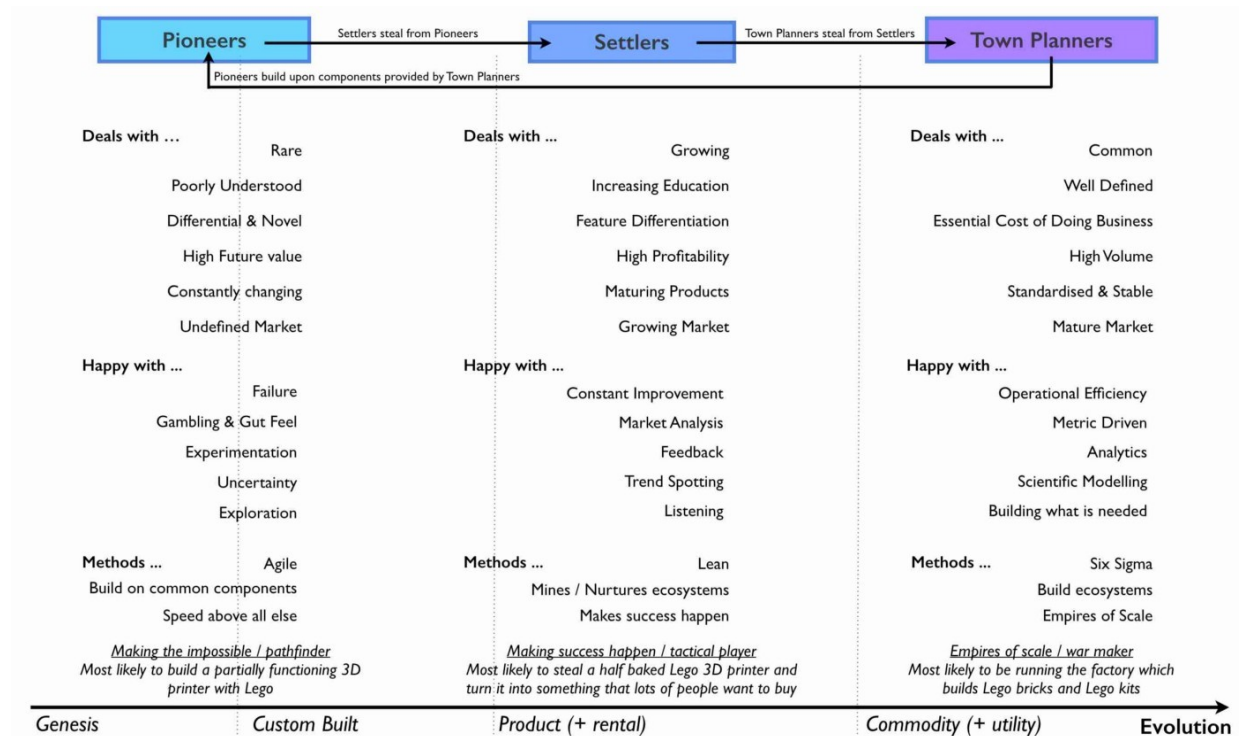 Pioneers
Settlers steal from Pioneers
Settlers
Town Planners steal from Settlers
Town Planners
Pioneers build upon components provided by Town Planners
Deals with ...
Rare
Poorly Understood
Differential & Novel
High Future value
Constantly changing
Undefined Market
Happy with ...
Failure
Gambling & Gut Feel
Experimentation
Uncertainty
Exploration
Methods ...
Agile
Build on common components
Speed above all else
Making the impossible / pathfinder
Most likely to build a partially functioning 3D
printer with Lego
Deals with ...
Growing
Increasing Education
Feature Differentiation
High Profitability
Maturing Products
Growing Market
Happy with ...
Constant Improvement
Market Analysis
Feedback
Trend Spotting
Listening
Methods ...
Lean
Mines / Nurtures ecosystems
Makes success happen
Making success happen / tactical player
Most likely to steal a half baked Lego 3D printer and
turn it into something that lots of people want to buy
Deals with ...
Common
Well Defined
Essential Cost of Doing Business
High Volume
Standardised & Stable
Mature Market
Happy with ...
Operational Efficiency
Metric Driven
Analytics
Scientific Modelling
Building what is needed
Methods ...
Six Sigma
Build ecosystems
Empires of Scale
Empires of scale / war maker
Most likely to be running the factory which
builds Lego bricks and Lego kits
Genesis
Custom Built
Product (+ rental)
Commodity (+ utility)
Evolution